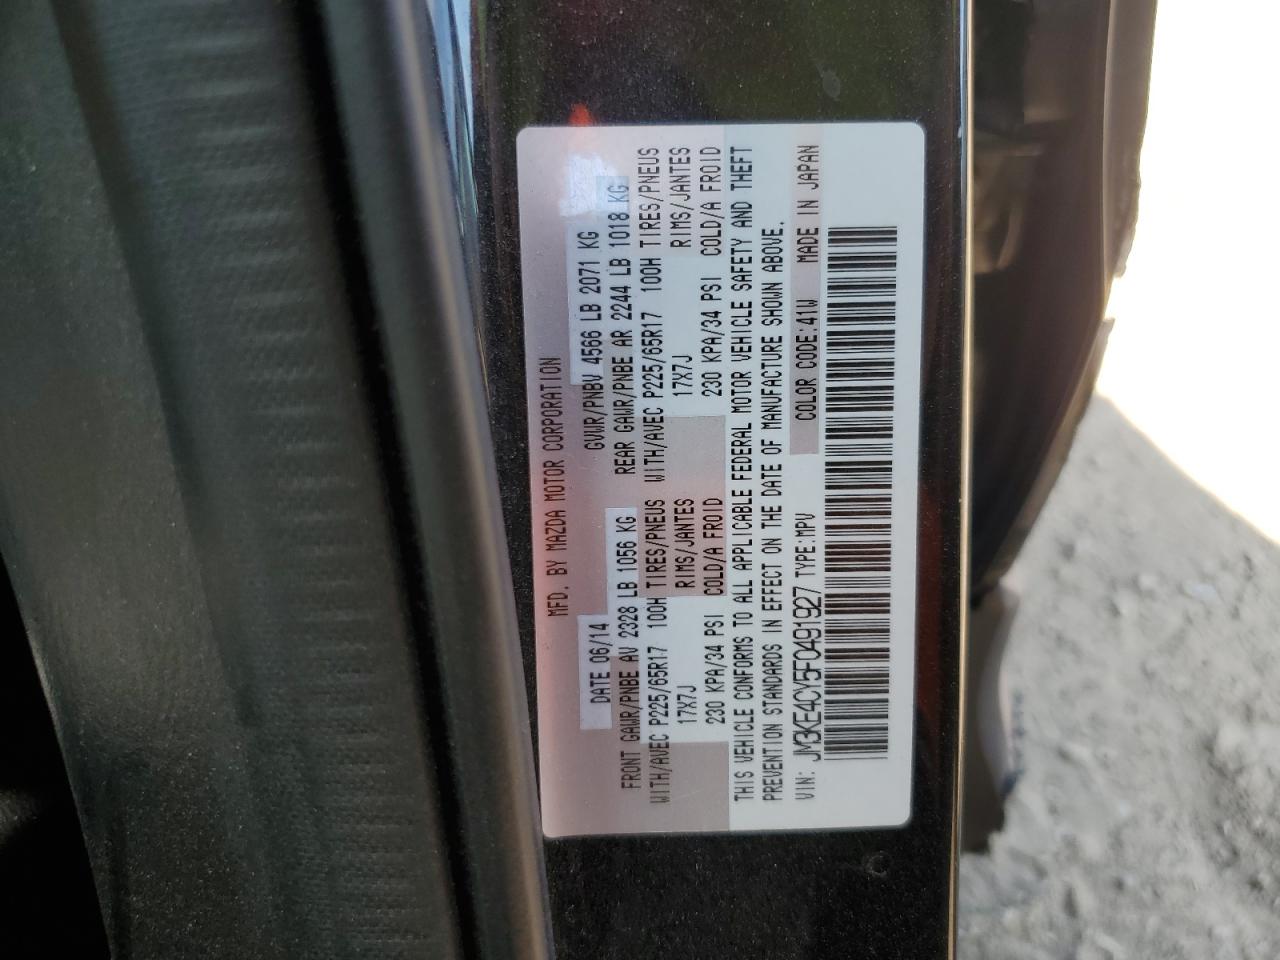 MFD. BY MAZDA MOTOR CORPORATION
DATE 06/14 GVWR/PNBV 4566 LB 2071 KG
FRONT GAWR/PNBE AV 2328 LB 1056 KG REAR GAWR/PNBE AR 2244 LB 1018 KG
WITH/AVEC P225/65R17 100H TIRES/PNEUS WITH/AVEC P225/65R17 100H TIRES/PNEUS
17X7J RIMS/JANTES 17X7J RIMS/JANTES
230 KPA/34 PSI COLD/A FROID 230 KPA/34 PSI COLD/A FROID
THIS VEHICLE CONFORMS TO ALL APPLICABLE FEDERAL MOTOR VEHICLE SAFETY AND THEFT
PREVENTION STANDARDS IN EFFECT ON THE DATE OF MANUFACTURE SHOWN ABOVE.
VIN: JM3KE4CY5F0491927 TYPE:MPV COLOR CODE:41W MADE IN JAPAN